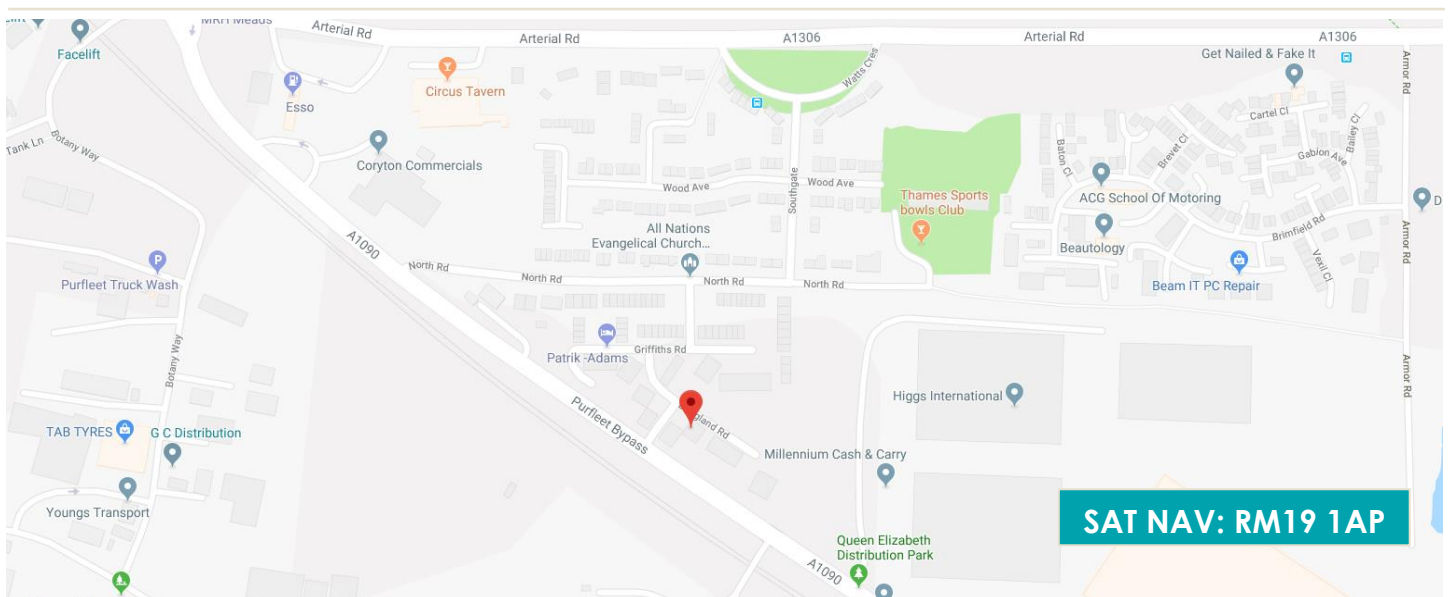 MRH Meads
Arterial Rd
Arterial Rd
A1306
Arterial Rd
A1306
Facelift
Get Nailed & Fake It
Armor Rd
Circus Tavern
Watts Cres
Esso
Cartel Cl
Bailey Cl
Tank Ln
Botany Way
Coryton Commercials
Baton Cl
Brevet Cl
Gabion Ave
Wood Ave
Southgate
Wood Ave
Thames Sports
bowls Club
ACG School Of Motoring
D
All Nations
Evangelical Church...
Beautology
Brimfield Rd
Armor Rd
A1090
North Rd
North Rd
North Rd
Vexil Cl
P
Purfleet Truck Wash
Beam IT PC Repair
Botany Way
Patrik -Adams
Griffiths Rd
Armor Rd
Higgs International
Purfleet Bypass
gland Rd
TAB TYRES
G C Distribution
Millennium Cash & Carry
Youngs Transport
SAT NAV: RM19 1AP
Queen Elizabeth
Distribution Park
A1090